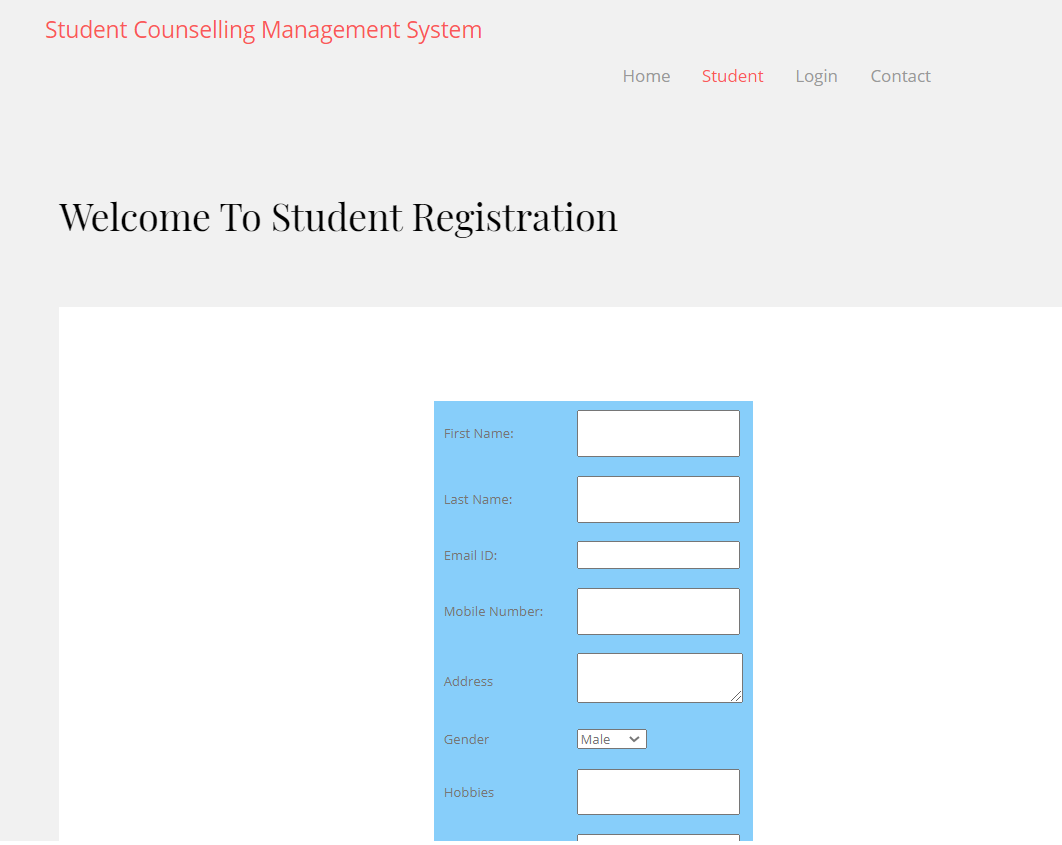 Student Counselling Management System
Home Student Login Contact
Welcome To Student Registration
First Name:
Last Name:
Email ID:
Mobile Number:
Address
Gender Male
Hobbies